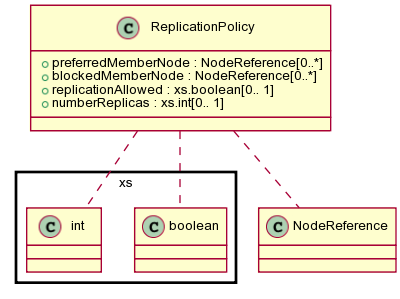 C ReplicationPolicy
preferredMemberNode : NodeReference[0..*]
blockedMemberNode : NodeReference[0..*]
replicationAllowed : xs.boolean[0.. 1]
numberReplicas : xs.int[0.. 1]
xs
C int
C boolean
C NodeReference